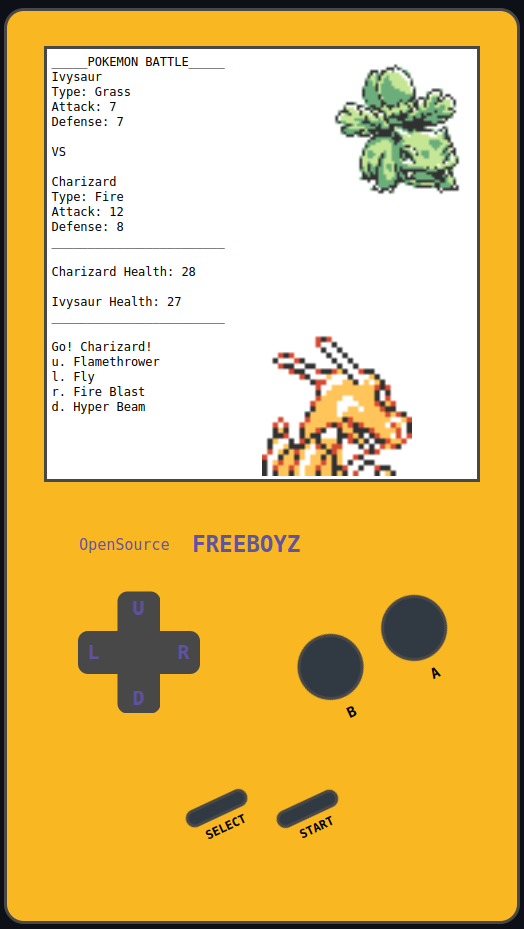 _____POKEMON BATTLE_____
Ivysaur
Type: Grass
Attack: 7
Defense: 7
VS
Charizard
Type: Fire
Attack: 12
Defense: 8
________________________
Charizard Health: 28
Ivysaur Health: 27
________________________
Go! Charizard!
u. Flamethrower
l. Fly
r. Fire Blast
d. Hyper Beam
OpenSource FREEBOYZ
U
L R
D
A
B
SELECT START